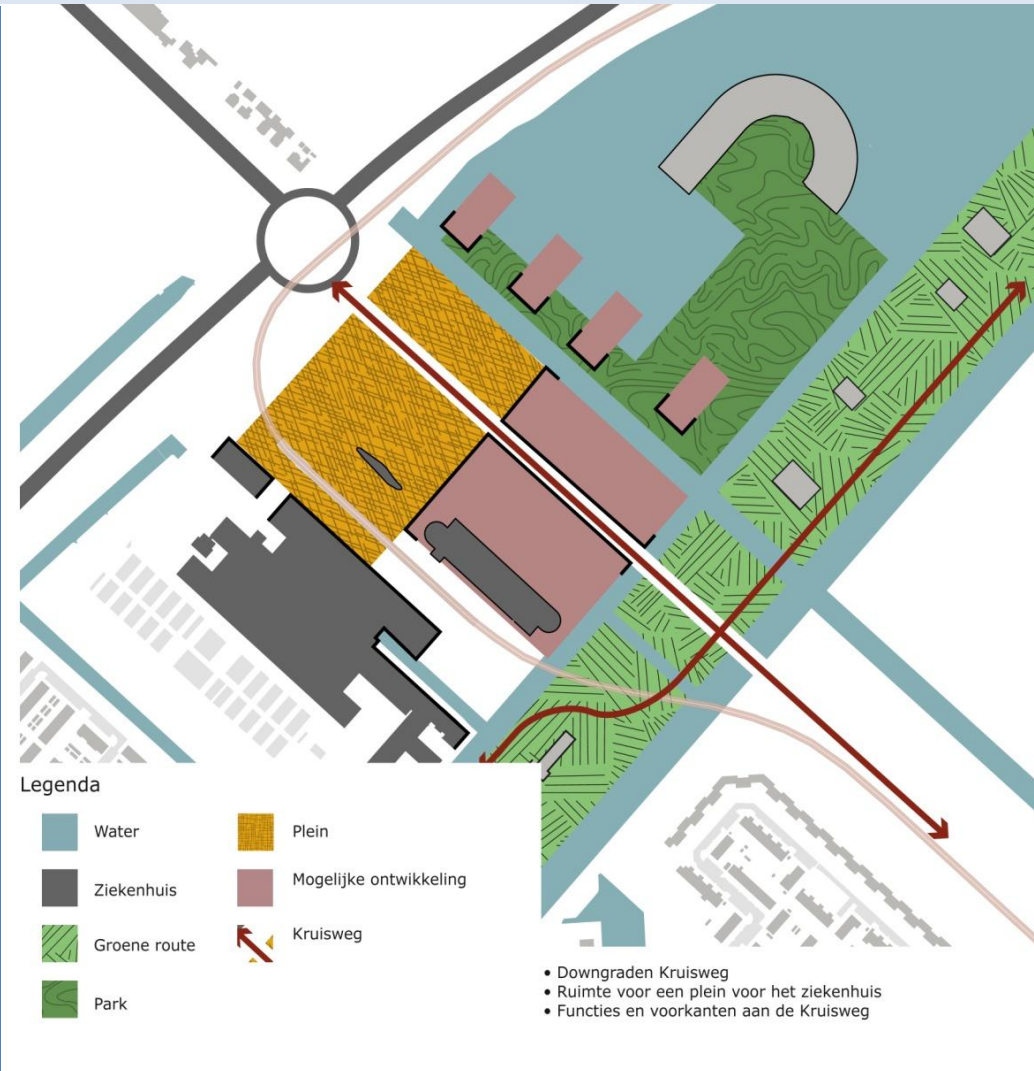 Legenda
Water
Ziekenhuis
Groene route
Park
Plein
Mogelijke ontwikkeling
Kruisweg
• Downgraden Kruisweg
• Ruimte voor een plein voor het ziekenhuis
• Functies en voorkanten aan de Kruisweg